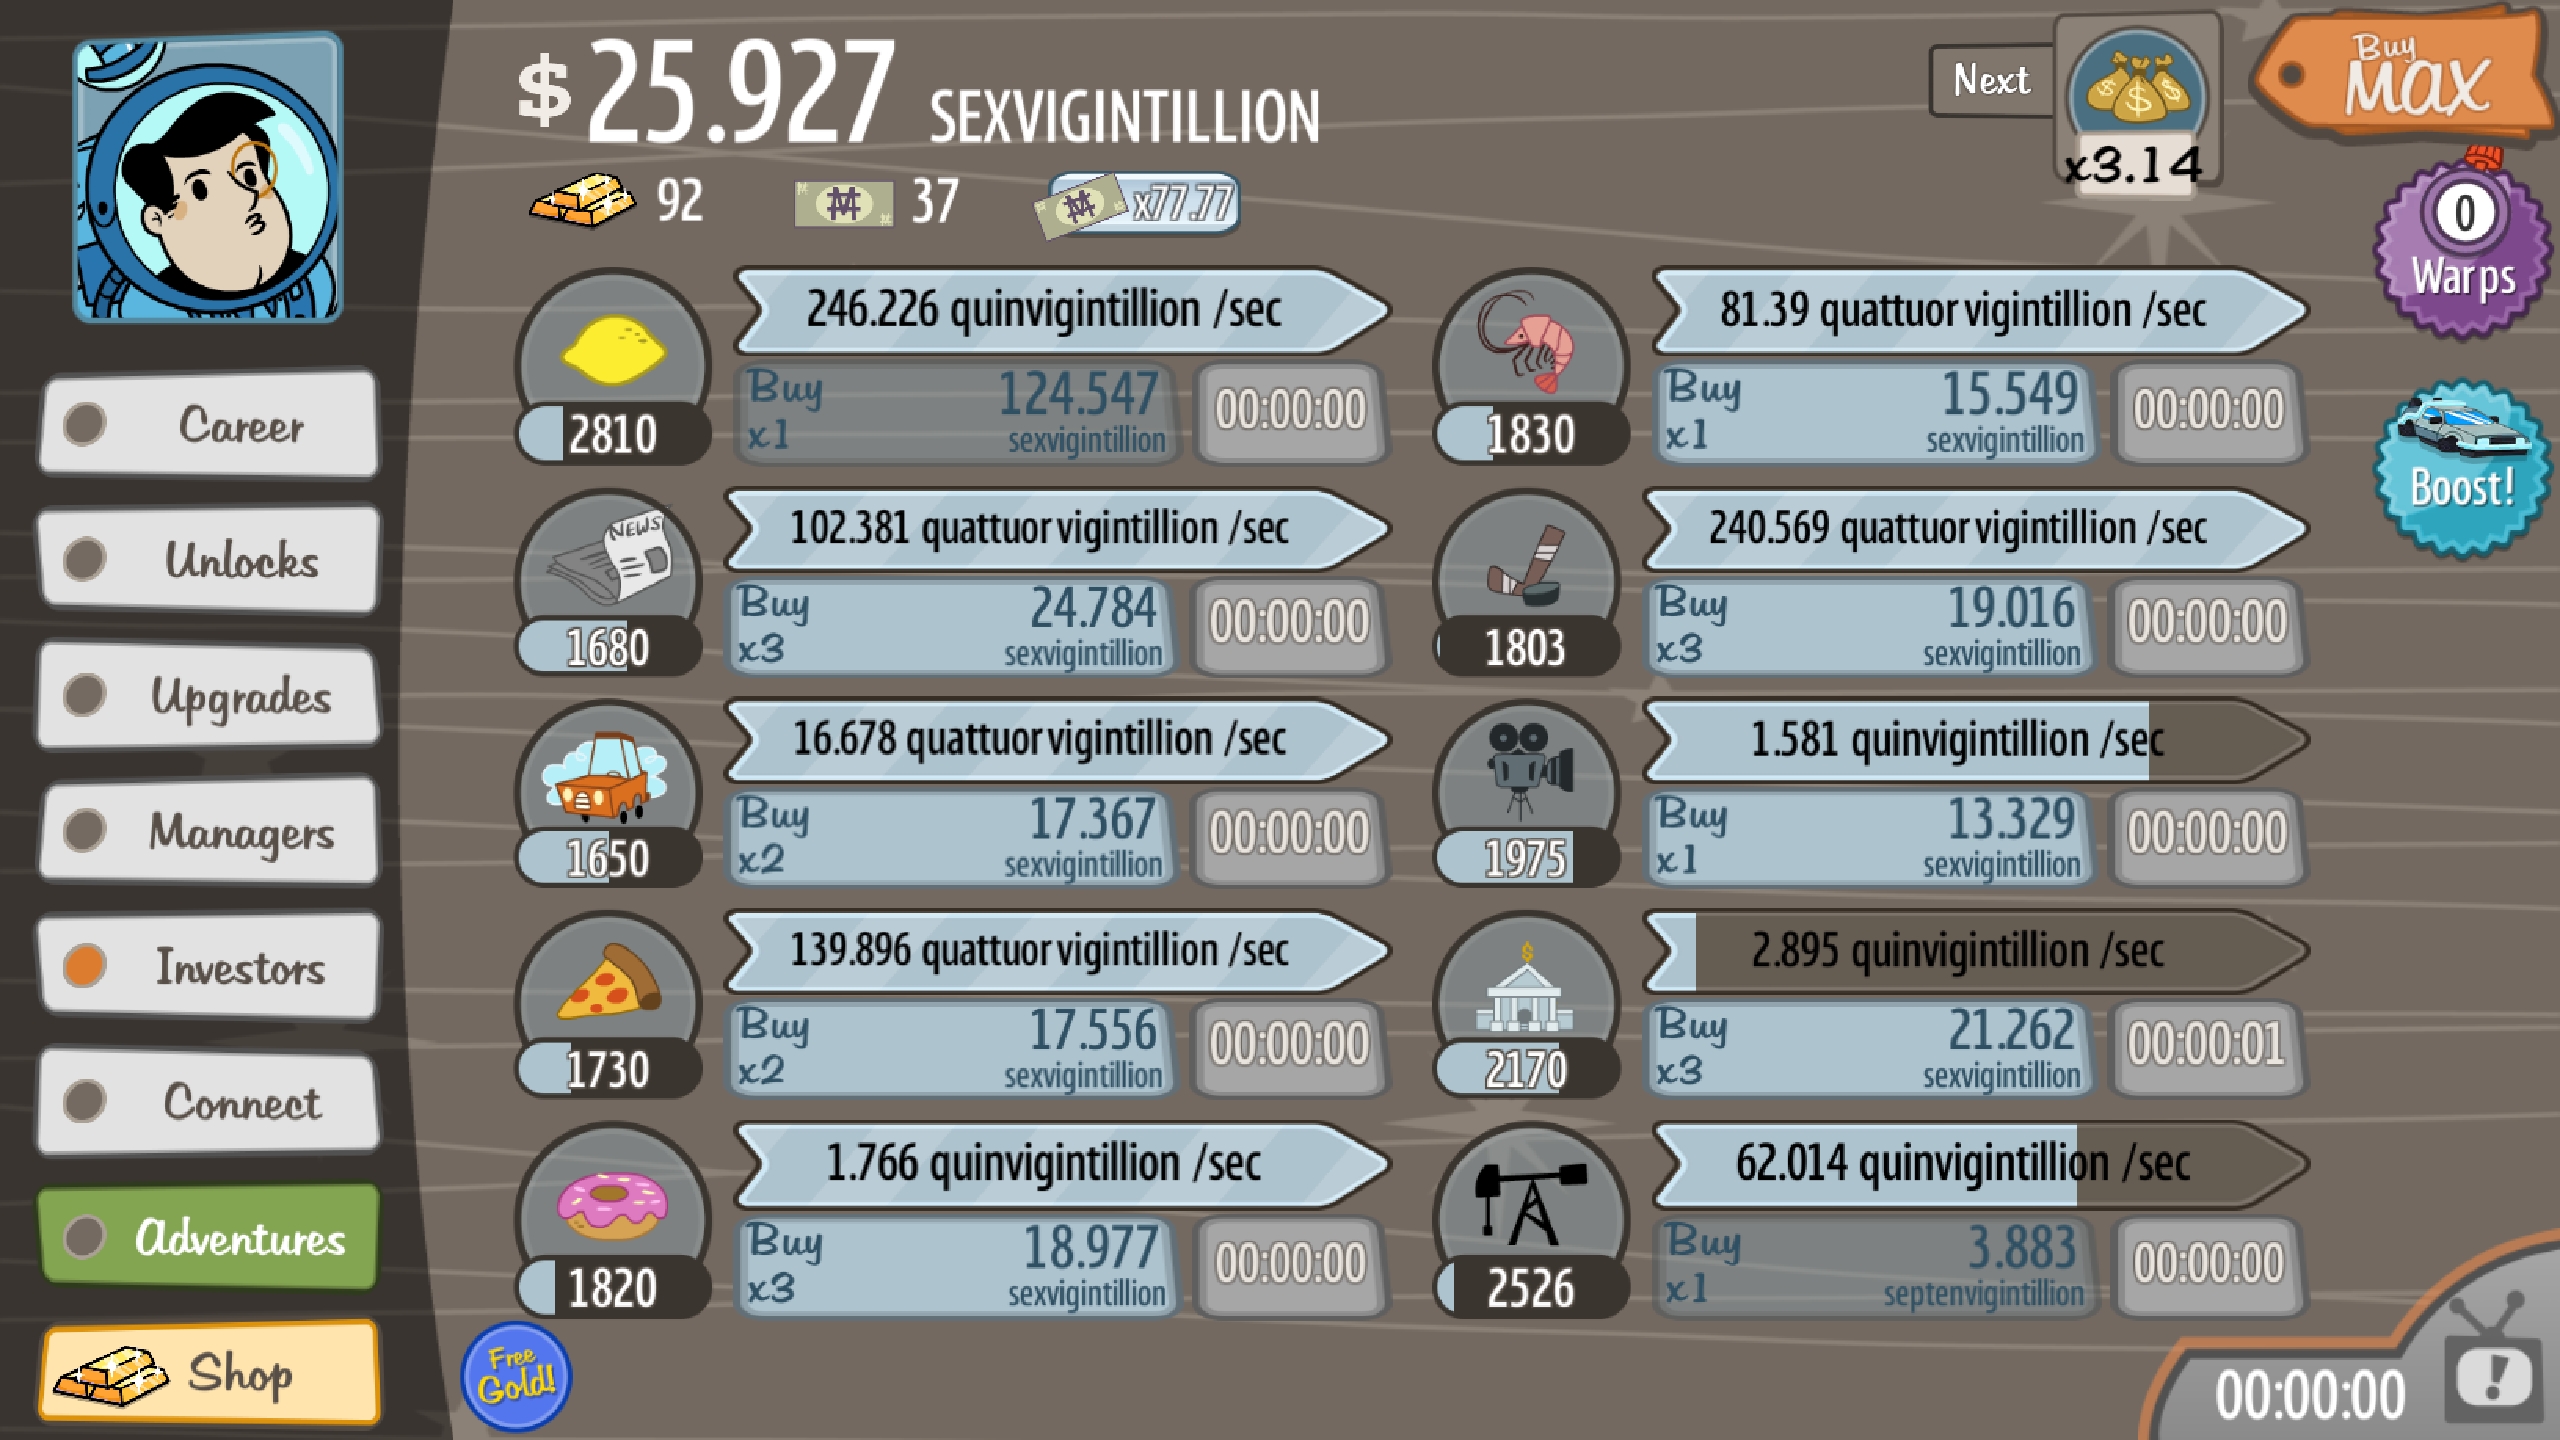 $25.927 SEXVIGINTILLION
Next
x3.14
Buy
MAX
92
37
x77.77
0
Warps
Boost!
Career
Unlocks
Upgrades
Managers
Investors
Connect
Adventures
Shop
246.226 quinvigintillion /sec
2810
Buy
x1
124.547
sexvigintillion
00:00:00
NEWS
102.381 quattuorvigintillion /sec
1680
Buy
x3
24.784
sexvigintillion
00:00:00
16.678 quattuorvigintillion /sec
1650
Buy
x2
17.367
sexvigintillion
00:00:00
139.896 quattuorvigintillion /sec
1730
Buy
x2
17.556
sexvigintillion
00:00:00
1.766 quinvigintillion /sec
1820
Buy
x3
18.977
sexvigintillion
00:00:00
81.39 quattuorvigintillion /sec
1830
Buy
x1
15.549
sexvigintillion
00:00:00
240.569 quattuorvigintillion /sec
1803
Buy
x3
19.016
sexvigintillion
00:00:00
1.581 quinvigintillion /sec
1975
Buy
x1
13.329
sexvigintillion
00:00:00
2.895 quinvigintillion /sec
2170
Buy
x3
21.262
sexvigintillion
00:00:01
62.014 quinvigintillion /sec
2526
Buy
x1
3.883
septenvigintillion
00:00:00
Free
Gold!
00:00:00
!